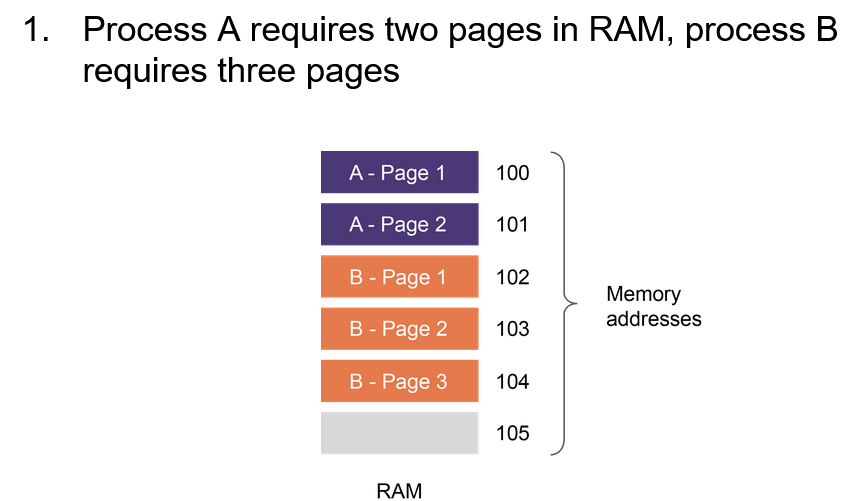 1. Process A requires two pages in RAM, process B
requires three pages
A - Page 1 100
A - Page 2 101
B - Page 1 102
B - Page 2 103
B - Page 3 104
105
Memory
addresses
RAM